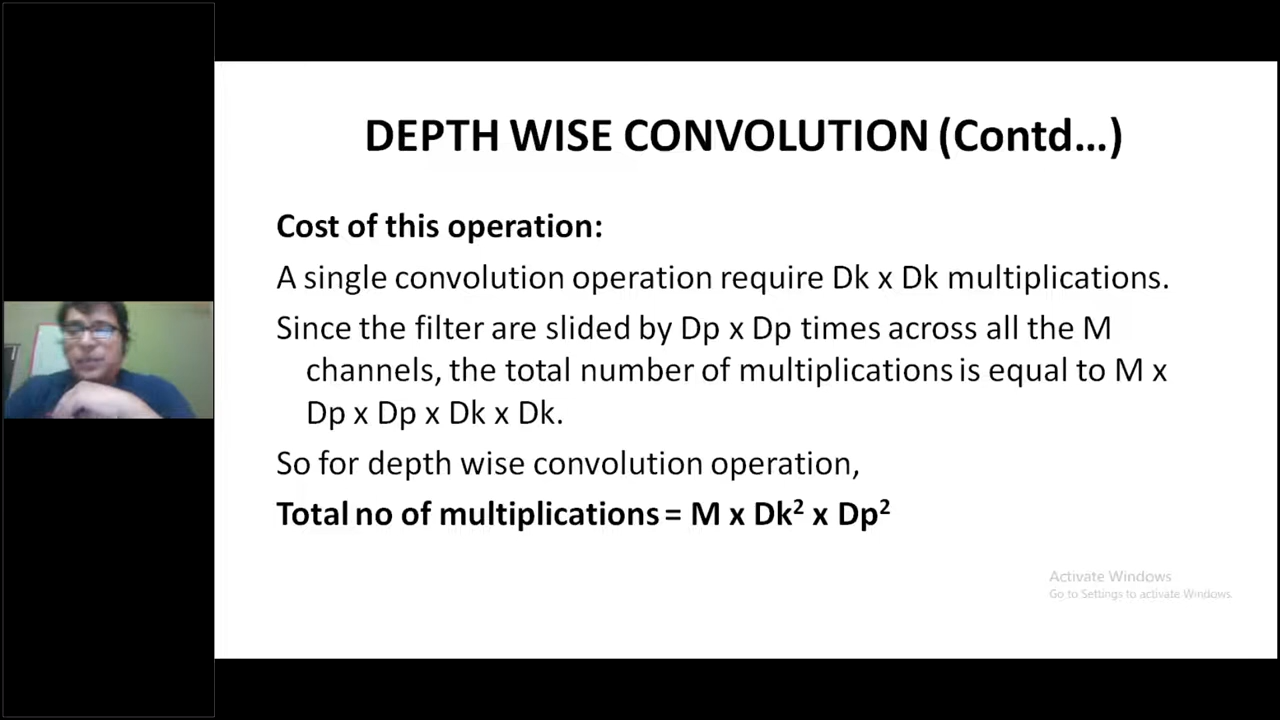 DEPTH WISE CONVOLUTION (Contd…)
Cost of this operation:
A single convolution operation require Dk x Dk multiplications.
Since the filter are slided by Dp x Dp times across all the M
channels, the total number of multiplications is equal to M x
Dp x Dp x Dk x Dk.
So for depth wise convolution operation,
Total no of multiplications = M x Dk² x Dp²
Activate Windows
Go to Settings to activate Windows.